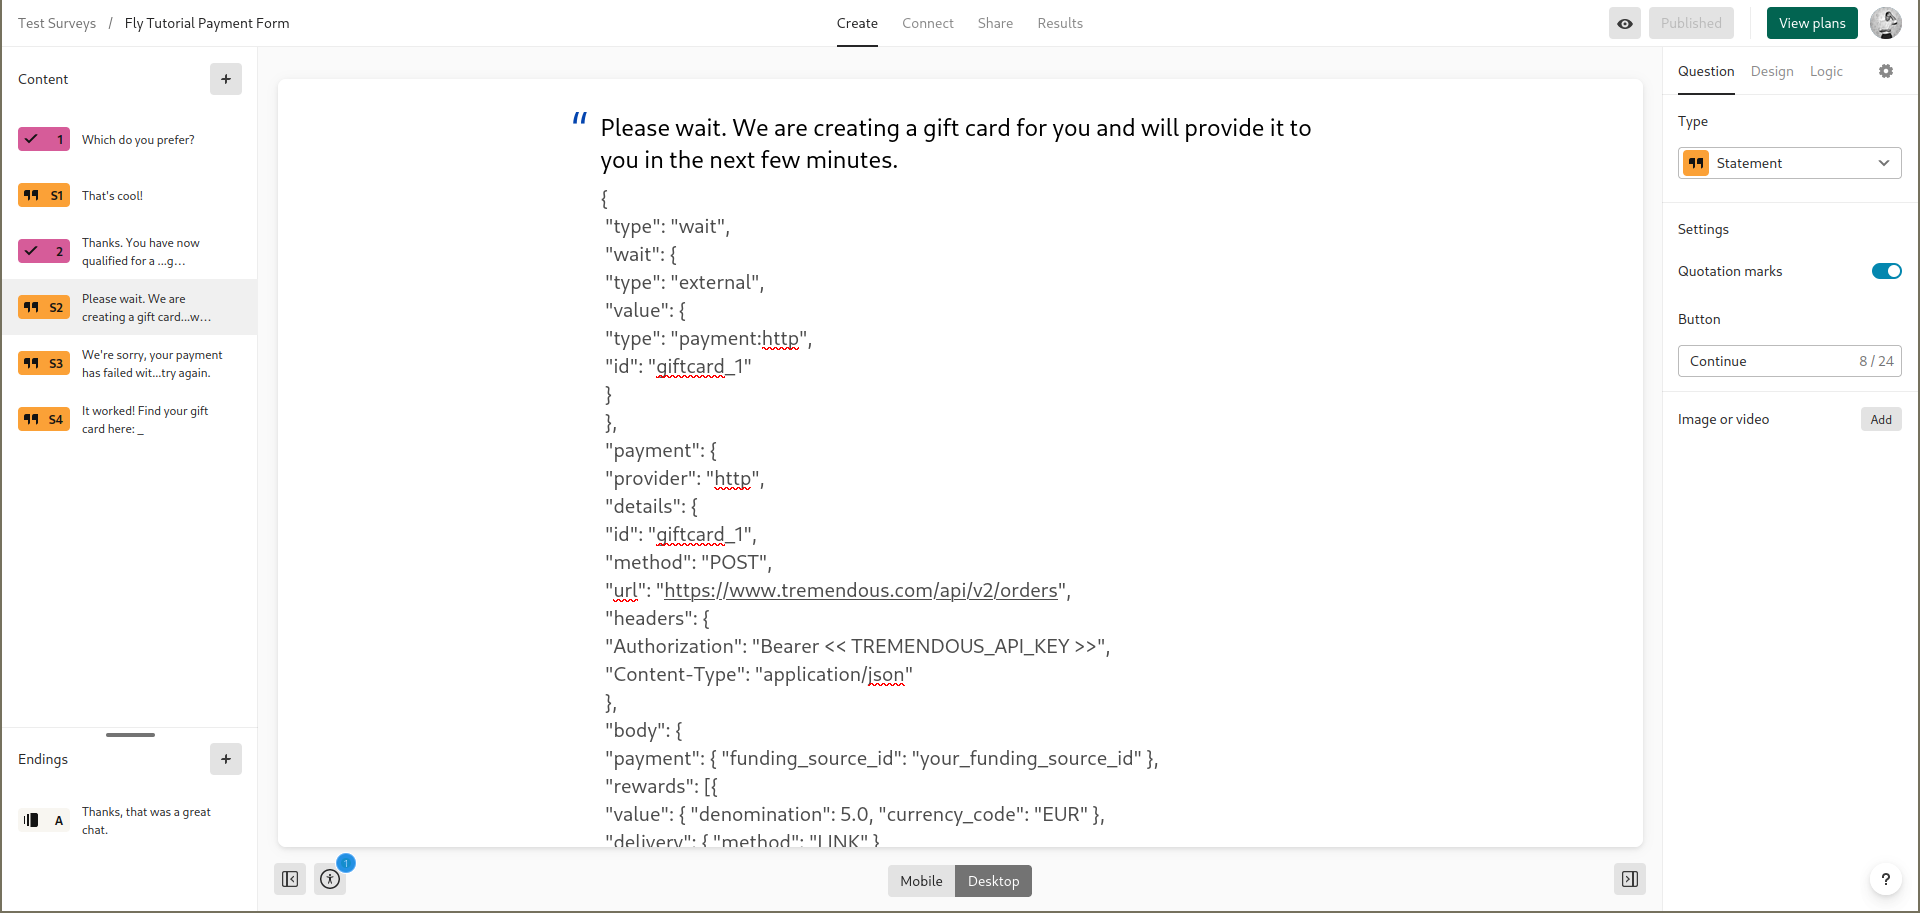 Test Surveys / Fly Tutorial Payment Form
Create Connect Share Results
Published
View plans
Content
+
1 Which do you prefer?
S1 That's cool!
2 Thanks. You have now
qualified for a ...g...
S2 Please wait. We are
creating a gift card...w...
S3 We're sorry, your payment
has failed wit...try again.
S4 It worked! Find your gift
card here: _
Endings
+
A Thanks, that was a great
chat.
“ Please wait. We are creating a gift card for you and will provide it to
you in the next few minutes.
{
"type": "wait",
"wait": {
"type": "external",
"value": {
"type": "payment:http",
"id": "giftcard_1"
}
},
"payment": {
"provider": "http",
"details": {
"id": "giftcard_1",
"method": "POST",
"url": "https://www.tremendous.com/api/v2/orders",
"headers": {
"Authorization": "Bearer << TREMENDOUS_API_KEY >>",
"Content-Type": "application/json"
},
"body": {
"payment": { "funding_source_id": "your_funding_source_id" },
"rewards": [{
"value": { "denomination": 5.0, "currency_code": "EUR" },
"delivery": { "method": "LINK" }
1
Mobile Desktop
Question Design Logic
Type
Statement
Settings
Quotation marks
Button
Continue 8 / 24
Image or video Add
?